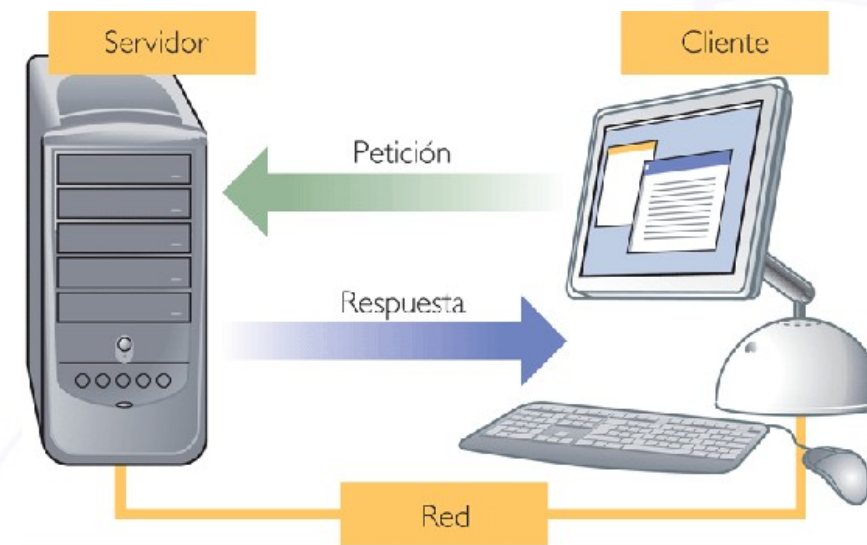 Servidor
Cliente
Petición
Respuesta
Red